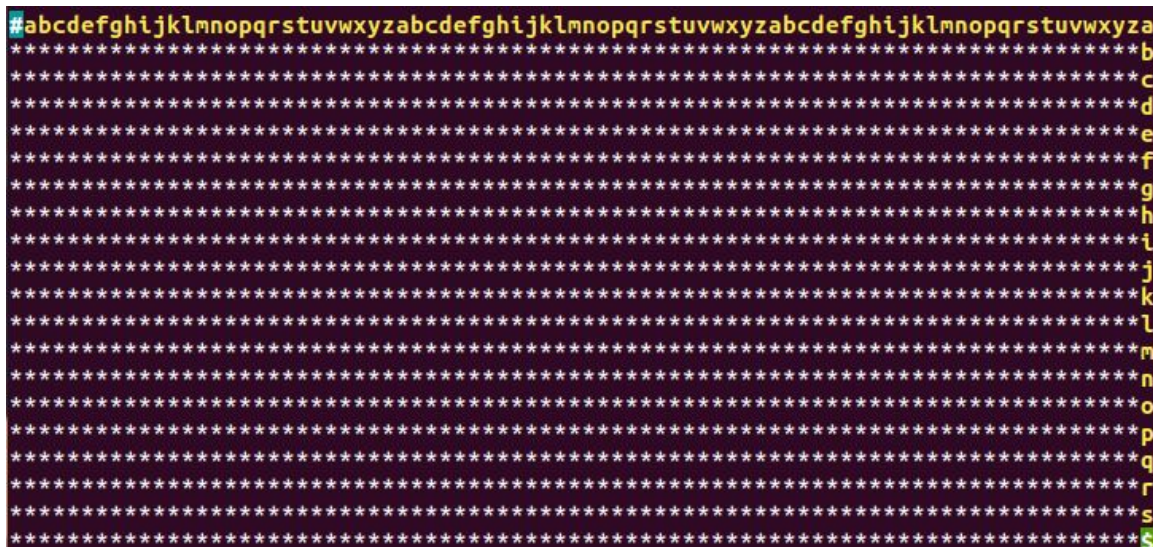 #abcdefghijklmnopqrstuvwxyzabcdefghijklmnopqrstuvwxyzabcdefghijklmnopqrstuvwxyza
*******************************************************************************b
*******************************************************************************c
*******************************************************************************d
*******************************************************************************e
*******************************************************************************f
*******************************************************************************g
*******************************************************************************h
*******************************************************************************i
*******************************************************************************j
*******************************************************************************k
*******************************************************************************l
*******************************************************************************m
*******************************************************************************n
*******************************************************************************o
*******************************************************************************p
*******************************************************************************q
*******************************************************************************r
*******************************************************************************s
*******************************************************************************$